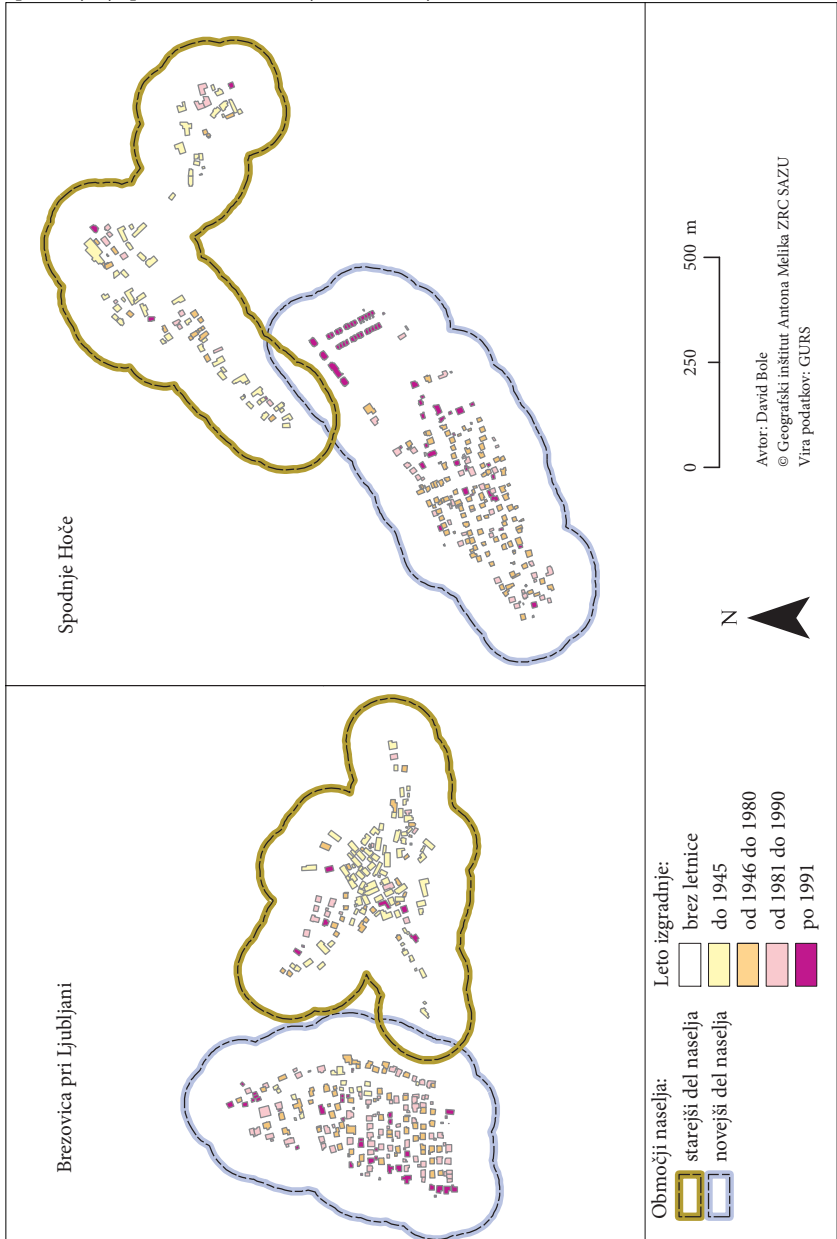 Brezovica pri Ljubljani
Spodnje Hoče
Območji naselja:
starejši del naselja
novejši del naselja
Leto izgradnje:
brez letnice
do 1945
od 1946 do 1980
od 1981 do 1990
po 1991
N
0 250 500 m
Avtor: David Bole
© Geografski inštitut Antona Melika ZRC SAZU
Vira podatkov: GURS